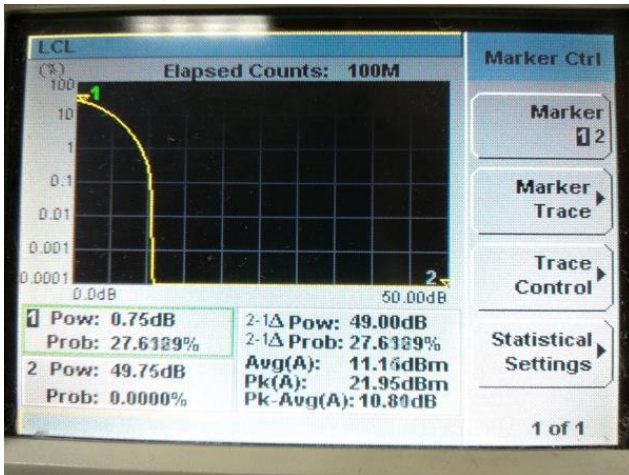 LCL
Marker Ctrl
(%)
Elapsed Counts: 100M
100
1
10
1
0.1
0.01
0.001
0.0001
2
0.0dB
50.00dB
Marker
1 2
Marker
Trace
Trace
Control
Statistical
Settings
1 of 1
1 Pow: 0.75dB
Prob: 27.6189%
2 Pow: 49.75dB
Prob: 0.0000%
2-1Δ Pow: 49.00dB
2-1Δ Prob: 27.6189%
Avg(A): 11.15dBm
Pk(A): 21.95dBm
Pk-Avg(A): 10.80dB